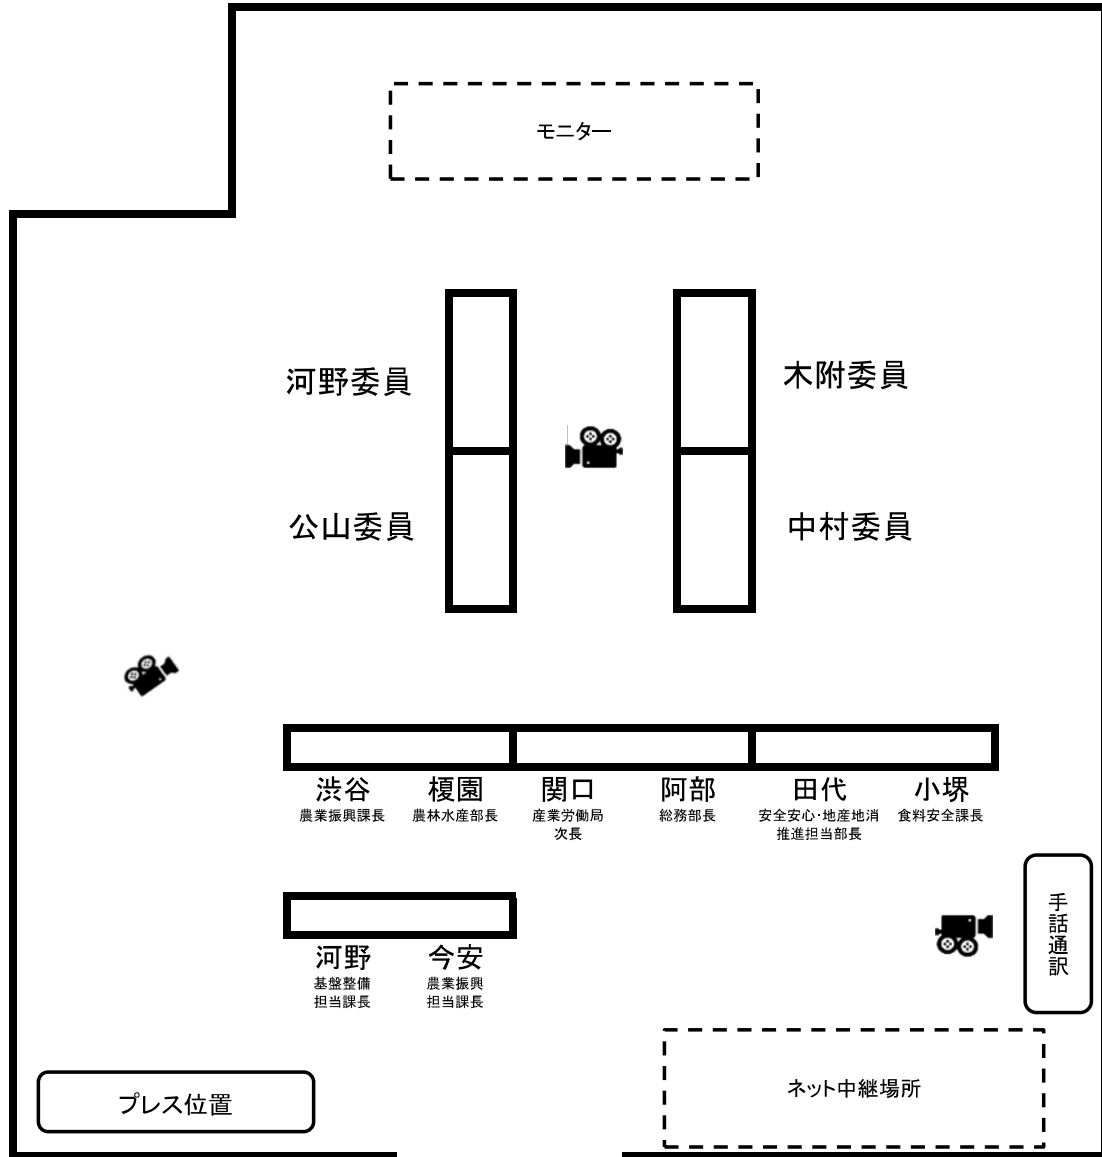 モニター
河野委員
木附委員
公山委員
中村委員
渋谷
農業振興課長
榎園
農林水産部長
関口
産業労働局
次長
阿部
総務部長
田代
安全安心・地産地消
推進担当部長
小堺
食料安全課長
河野
基盤整備
担当課長
今安
農業振興
担当課長
手話通訳
プレス位置
ネット中継場所